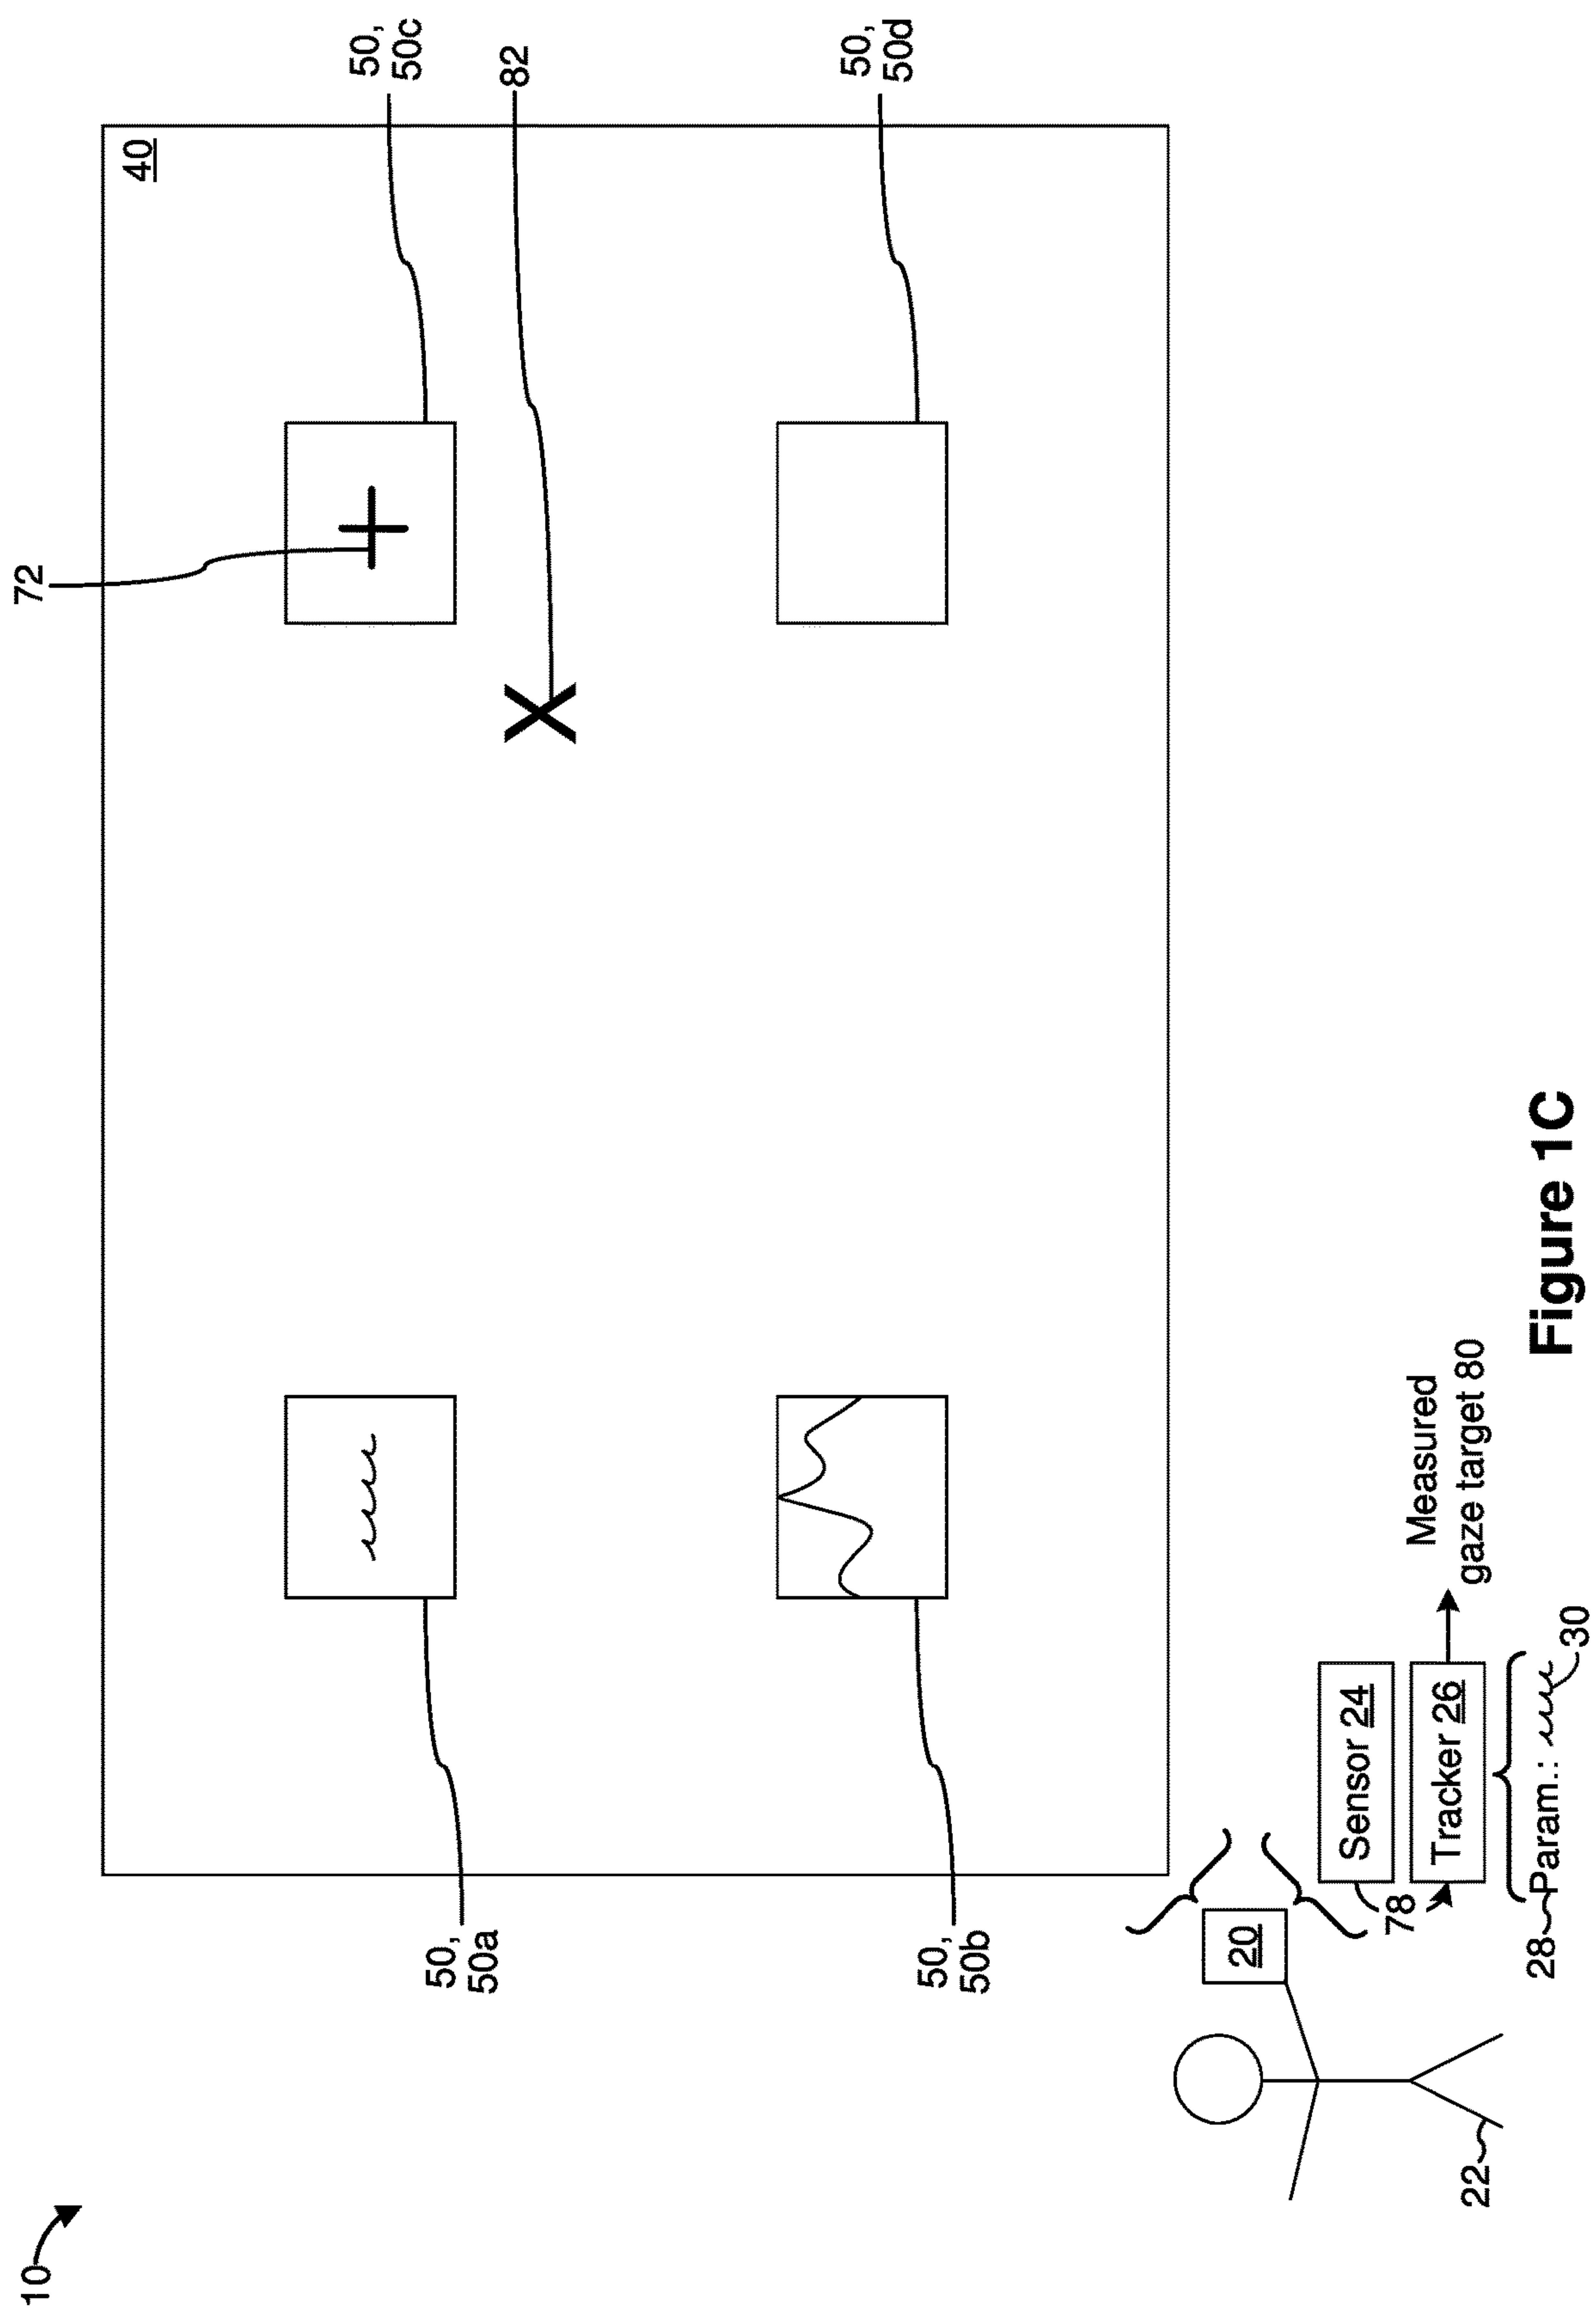 10
72
40
50,
50c
82
50,
50a
50,
50d
50,
50b
20
Sensor 24
78
Tracker 26
Measured
gaze target 80
28
Param.:
30
22
Figure 1C